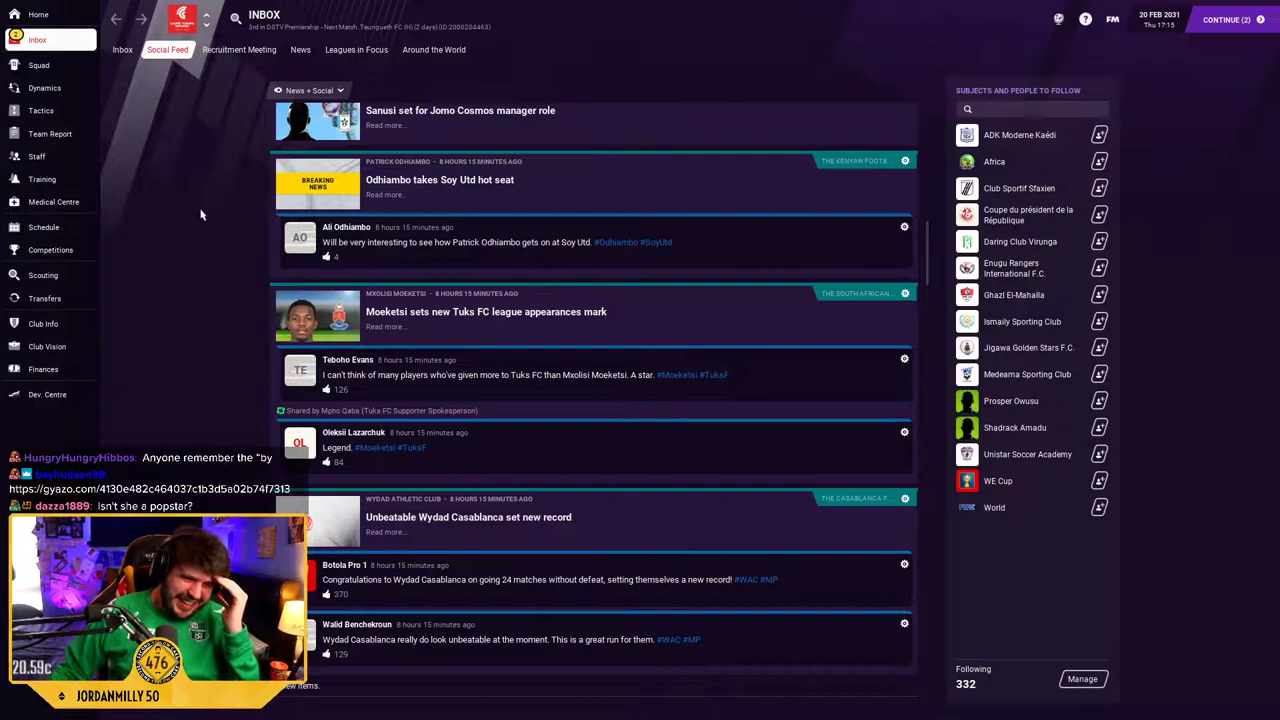 2
Home
Inbox
Squad
Dynamics
Tactics
Team Report
Staff
Training
Medical Centre
Schedule
Competitions
Scouting
Transfers
Club Info
Club Vision
Finances
Dev. Centre
INBOX
3rd in DSTV Premiership - Next Match: Teungueth FC (H) (2 days) (ID:2000204463)
20 FEB 2031
Thu 17:15
FM
CONTINUE (2)
Inbox Social Feed Recruitment Meeting News Leagues in Focus Around the World
News + Social
Sanusi set for Jomo Cosmos manager role
Read more...
PATRICK ODHIAMBO - 8 HOURS 15 MINUTES AGO
THE KENYAN FOOTB...
BREAKING
NEWS
Odhiambo takes Soy Utd hot seat
Read more...
AO
Ali Odhiambo 8 hours 15 minutes ago
Will be very interesting to see how Patrick Odhiambo gets on at Soy Utd. #Odhiambo #SoyUtd
4
MXOLISI MOEKETSI - 8 HOURS 15 MINUTES AGO
THE SOUTH AFRICAN...
Moeketsi sets new Tuks FC league appearances mark
Read more...
TE
Teboho Evans 8 hours 15 minutes ago
I can't think of many players who've given more to Tuks FC than Mxolisi Moeketsi. A star. #Moeketsi #TuksF
126
Shared by Mpho Qaba (Tuks FC Supporter Spokesperson)
OL
Oleksii Lazarchuk 8 hours 15 minutes ago
Legend. #Moeketsi #TuksF
84
WYDAD ATHLETIC CLUB - 8 HOURS 15 MINUTES AGO
THE CASABLANCA F...
Unbeatable Wydad Casablanca set new record
Read more...
Botola Pro 1 8 hours 15 minutes ago
Congratulations to Wydad Casablanca on going 24 matches without defeat, setting themselves a new record! #WAC #MP
370
Walid Benchekroun 8 hours 15 minutes ago
Wydad Casablanca really do look unbeatable at the moment. This is a great run for them. #WAC #MP
129
ew items.
SUBJECTS AND PEOPLE TO FOLLOW
ADK Moderne Kaédi
Africa
Club Sportif Sfaxien
Coupe du président de la
République
Daring Club Virunga
Enugu Rangers
International F.C.
Ghazi El-Mahalla
Ismaily Sporting Club
Jigawa Golden Stars F.C.
Medeama Sporting Club
Prosper Owusu
Shadrack Amadu
Unistar Soccer Academy
WE Cup
World
Following
332
Manage
HungryHungryHibbos: Anyone remember the "by
bayhudson39
https://gyazo.com/4130e482c464037c1b3d5a02b74f7313
dazza1889: Isn't she a popstar?
20.59c
476
JORDANMILLY 50